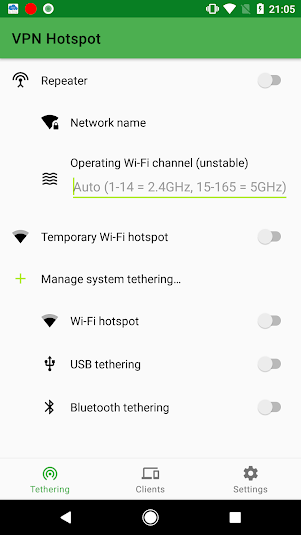 21:05
VPN Hotspot
Repeater
Network name
Operating Wi-Fi channel (unstable)
Auto (1-14 = 2.4GHz, 15-165 = 5GHz)
Temporary Wi-Fi hotspot
Manage system tethering…
Wi-Fi hotspot
USB tethering
Bluetooth tethering
Tethering
Clients
Settings